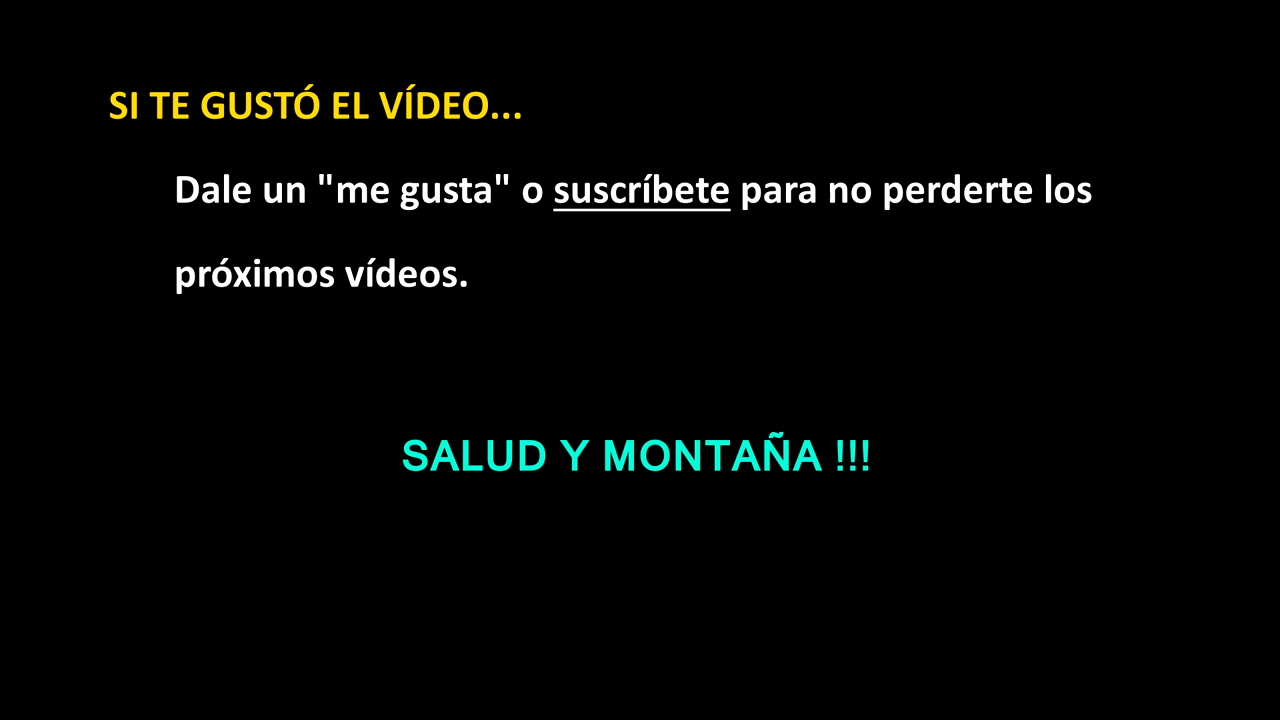 SI TE GUSTÓ EL VÍDEO...
Dale un "me gusta" o suscríbete para no perderte los
próximos vídeos.
SALUD Y MONTAÑA !!!